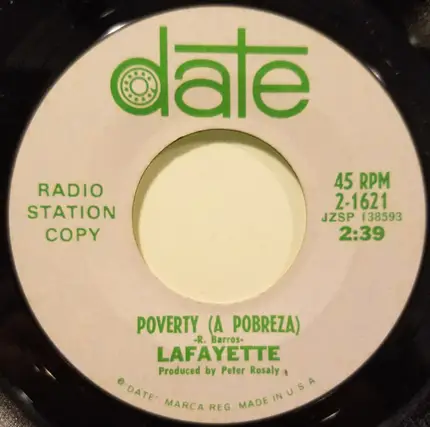 date
RADIO
STATION
COPY
45 RPM
2-1621
JZSP 138593
2:39
POVERTY (A POBREZA)
-R. Barros-
LAFAYETTE
Produced by Peter Rosaly
® "DATE", MARCA REG. MADE IN U.S.A.